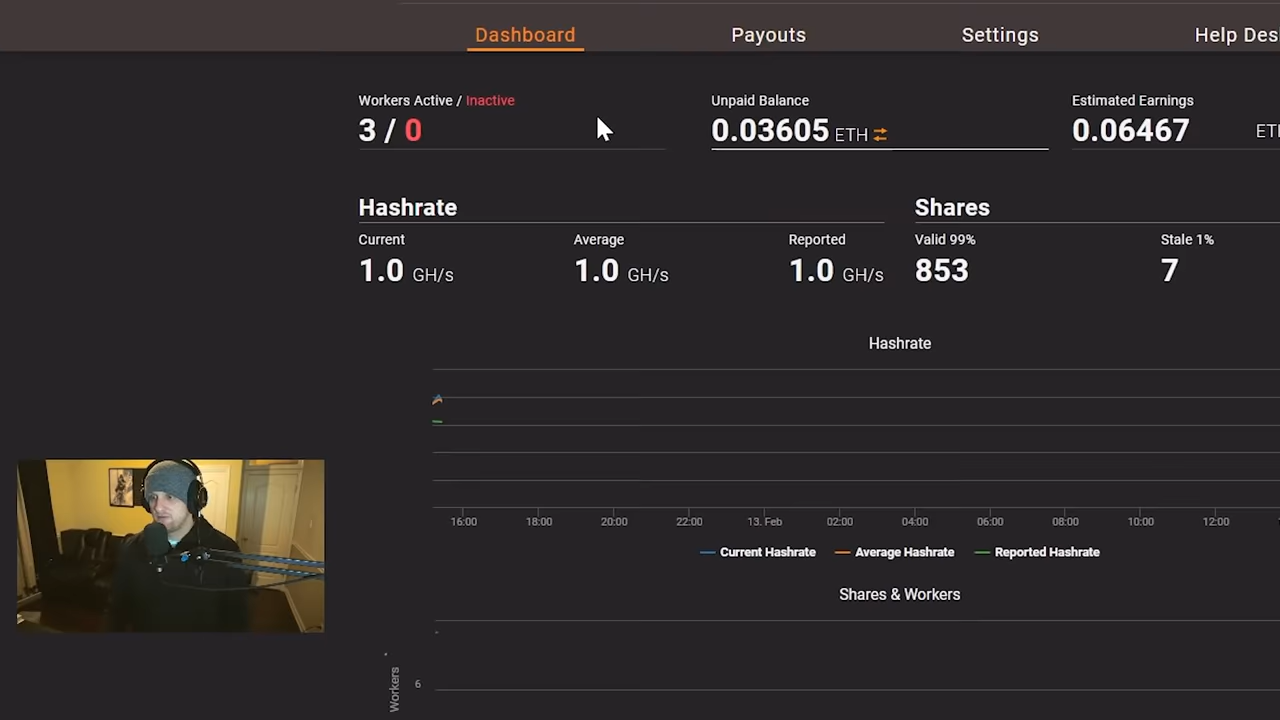 Dashboard Payouts Settings Help Des
Workers Active / Inactive Unpaid Balance Estimated Earnings
3 / 0 0.03605 ETH 0.06467 ETH
Hashrate Shares
Current Average Reported Valid 99% Stale 1%
1.0 GH/s 1.0 GH/s 1.0 GH/s 853 7
Hashrate
16:00 18:00 20:00 22:00 13. Feb 02:00 04:00 06:00 08:00 10:00 12:00
Current Hashrate Average Hashrate Reported Hashrate
Shares & Workers
Workers
6